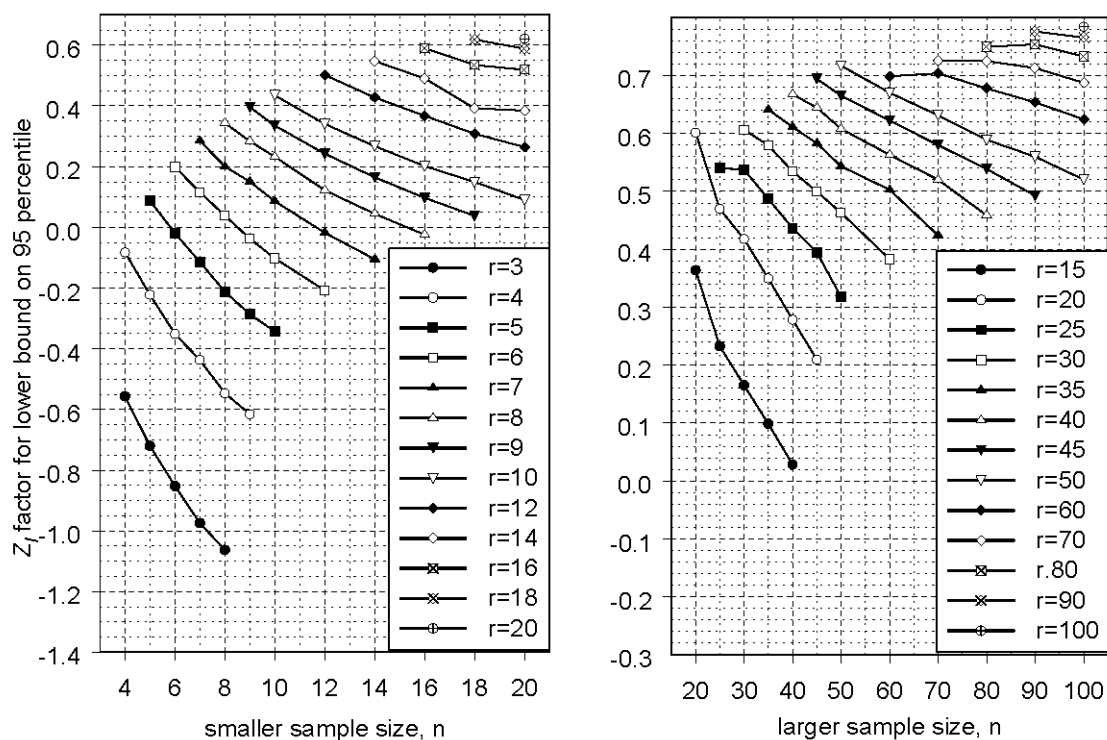 Z_l factor for lower bound on 95 percentile
0.6
0.4
0.2
0.0
-0.2
-0.4
-0.6
-0.8
-1.0
-1.2
-1.4
r=3
r=4
r=5
r=6
r=7
r=8
r=9
r=10
r=12
r=14
r=16
r=18
r=20
4 6 8 10 12 14 16 18 20
smaller sample size, n
0.7
0.6
0.5
0.4
0.3
0.2
0.1
0.0
-0.1
-0.2
-0.3
r=15
r=20
r=25
r=30
r=35
r=40
r=45
r=50
r=60
r=70
r.80
r=90
r=100
20 30 40 50 60 70 80 90 100
larger sample size, n